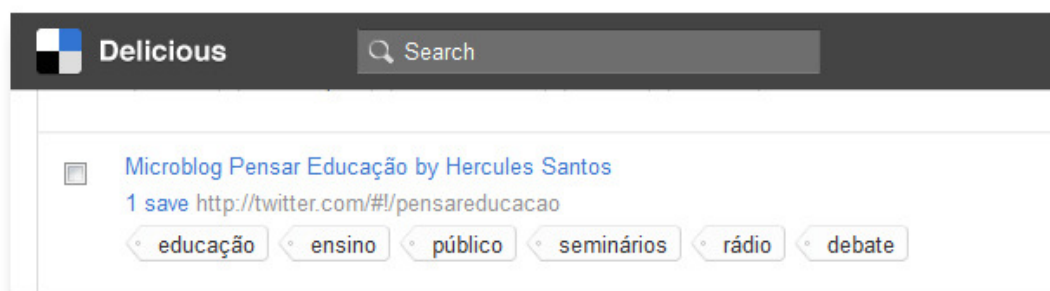 Delicious Search
Microblog Pensar Educação by Hercules Santos
1 save http://twitter.com/#!/pensareducacao
educação ensino público seminários rádio debate